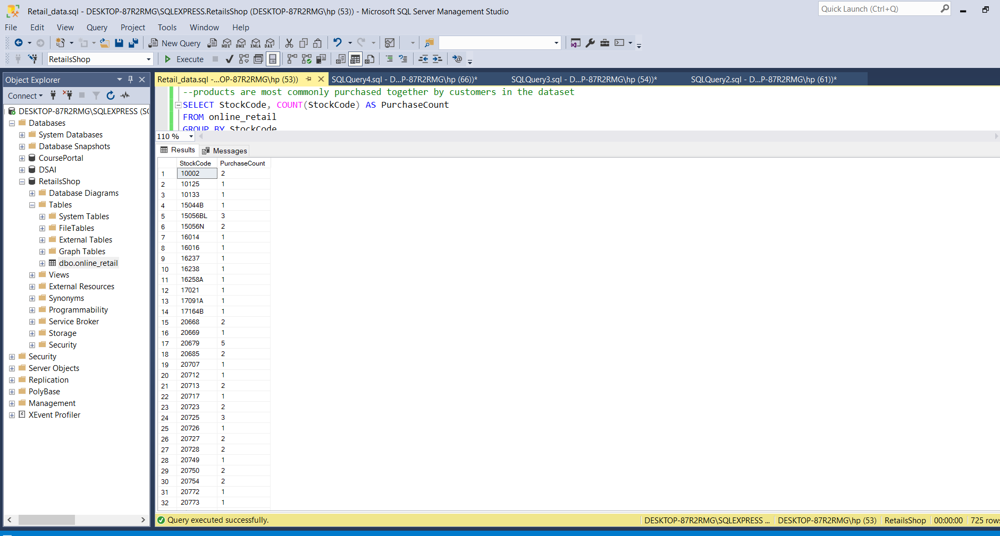 Retail_data.sql - DESKTOP-87R2RMG\SQLEXPRESS.RetailsShop (DESKTOP-87R2RMG\hp (53)) - Microsoft SQL Server Management Studio
Quick Launch (Ctrl+Q)
File Edit View Query Project Tools Window Help
New Query MDX DMX XMLA DAX
RetailsShop Execute
Object Explorer
Connect
DESKTOP-87R2RMG\SQLEXPRESS (SC
Databases
System Databases
Database Snapshots
CoursePortal
DSAI
RetailsShop
Database Diagrams
Tables
System Tables
FileTables
External Tables
Graph Tables
dbo.online_retail
Views
External Resources
Synonyms
Programmability
Service Broker
Storage
Security
Security
Server Objects
Replication
PolyBase
Management
XEvent Profiler
Retail_data.sql -...OP-87R2RMG\hp (53)) SQLQuery4.sql - D...P-87R2RMG\hp (66))* SQLQuery3.sql - D...P-87R2RMG\hp (54))* SQLQuery2.sql - D...P-87R2RMG\hp (61))*
--products are most commonly purchased together by customers in the dataset
SELECT StockCode, COUNT(StockCode) AS PurchaseCount
FROM online_retail
GROUP BY StockCode
110 %
Results Messages
StockCode PurchaseCount
1 10002 2
2 10125 1
3 10133 1
4 15044B 1
5 15056BL 3
6 15056N 2
7 16014 1
8 16016 1
9 16237 1
10 16238 1
11 16258A 1
12 17021 1
13 17091A 1
14 17164B 1
15 20668 2
16 20669 1
17 20679 5
18 20685 2
19 20707 1
20 20712 1
21 20713 2
22 20717 1
23 20723 2
24 20725 3
25 20726 1
26 20727 2
27 20728 2
28 20749 1
29 20750 2
30 20754 2
31 20772 1
32 20773 1
Query executed successfully. DESKTOP-87R2RMG\SQLEXPRESS ... DESKTOP-87R2RMG\hp (53) RetailsShop 00:00:00 725 rows